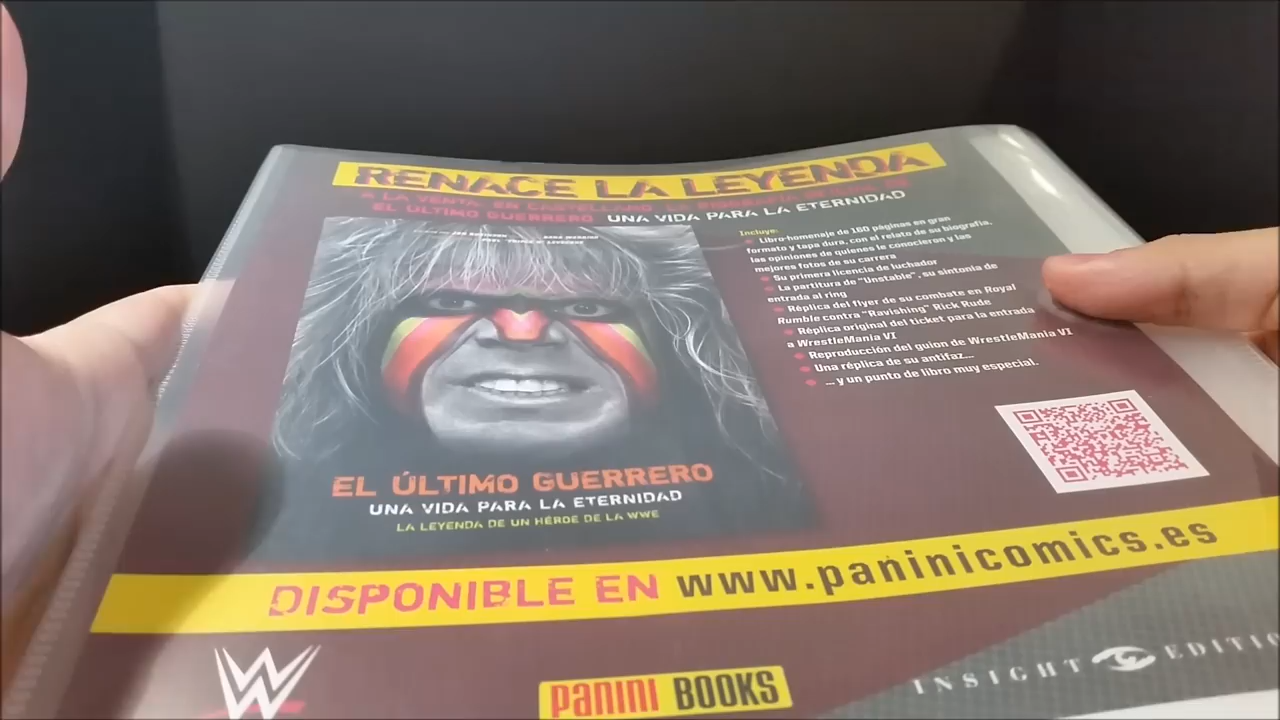 RENACE LA LEYENDA
A LA VENTA, EN CASTELLANO,
EL ÚLTIMO GUERRERO UNA VIDA PARA LA ETERNIDAD
EL ÚLTIMO GUERRERO
UNA VIDA PARA LA ETERNIDAD
LA LEYENDA DE UN HÉROE DE LA WWE
Incluye:
Libro-homenaje de 160 páginas en gran
formato y tapa dura, con el relato de su biografía,
las opiniones de quienes le conocieron y las
mejores fotos de su carrera
Su primera licencia de luchador
La partitura de "Unstable", su sintonía de
entrada al ring
Réplica del flyer de su combate en Royal
Rumble contra "Ravishing" Rick Rude
Réplica original del ticket para la entrada
a WrestleMania VI
Reproducción del guion de WrestleMania VI
Una réplica de su antifaz...
... y un punto de libro muy especial.
DISPONIBLE EN www.paninicomics.es
W
PANINI BOOKS
INSIGHT EDITIO